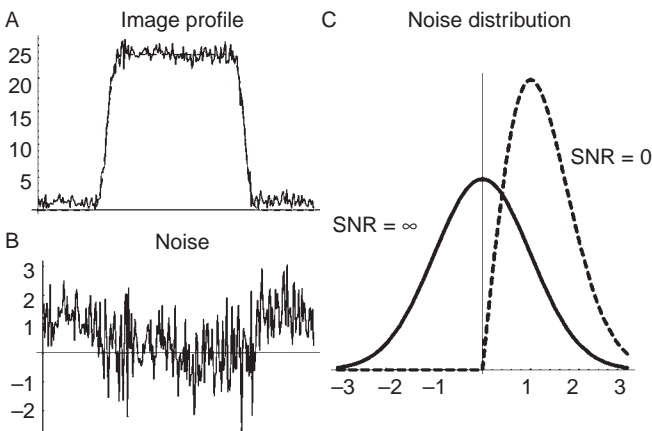 A
Image profile
25
20
15
10
5
B
Noise
3
2
1
–1
–2
C
Noise distribution
SNR = 0
SNR = ∞
–3 –2 –1 1 2 3